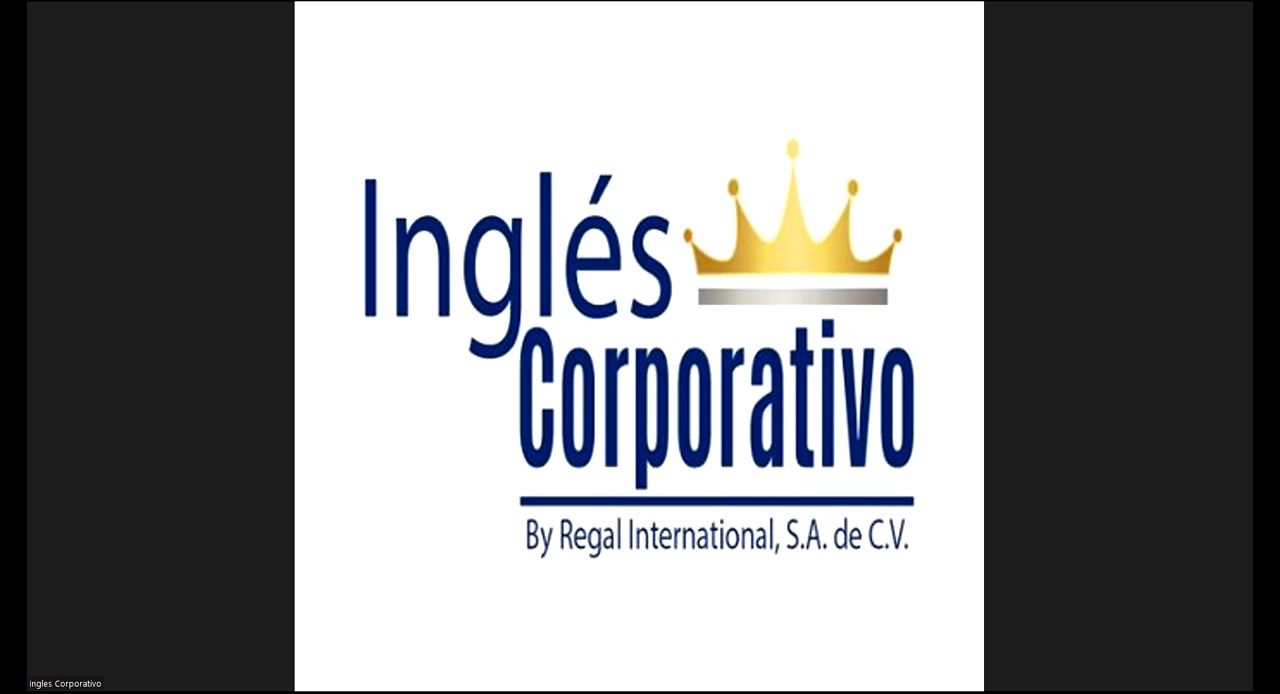 Inglés
Corporativo
By Regal International, S.A. de C.V.
Ingles Corporativo